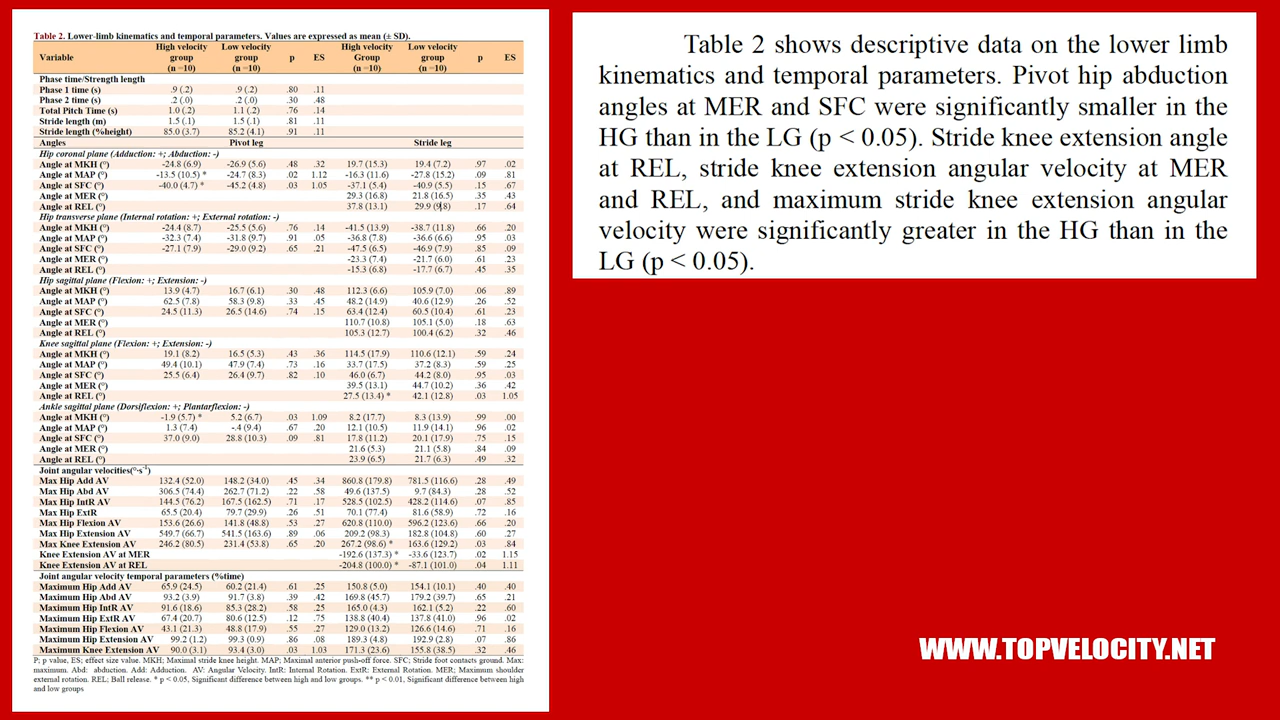 Table 2. Lower-limb kinematics and temporal parameters. Values are expressed as mean (± SD).
Variable High velocity group (n =10) Low velocity group (n =10) p ES High velocity Group (n =10) Low velocity group (n =10) p ES
Phase time/Strength length
Phase 1 time (s) .9 (.2) .9 (.2) .80 .11
Phase 2 time (s) .2 (.0) .2 (.0) .30 .48
Total Pitch Time (s) 1.0 (.2) 1.1 (.2) .76 .14
Stride length (m) 1.5 (.1) 1.5 (.1) .81 .11
Stride length (%height) 85.0 (3.7) 85.2 (4.1) .91 .11
Angles Pivot leg Stride leg
Hip coronal plane (Adduction: +; Abduction: -)
Angle at MKH (°) -24.8 (6.9) -26.9 (5.6) .48 .32 19.7 (15.3) 19.4 (7.2) .97 .02
Angle at MAP (°) -13.5 (10.5) * -24.7 (8.3) .02 1.12 -16.3 (11.6) -27.8 (15.2) .09 .81
Angle at SFC (°) -40.0 (4.7) * -45.2 (4.8) .03 1.05 -37.1 (5.4) -40.9 (5.5) .15 .67
Angle at MER (°) 29.3 (16.8) 21.8 (16.5) .35 .43
Angle at REL (°) 37.8 (13.1) 29.9 (9.8) .17 .64
Hip transverse plane (Internal rotation: +; External rotation: -)
Angle at MKH (°) -24.4 (8.7) -25.5 (5.6) .76 .14 -41.5 (13.9) -38.7 (11.8) .66 .20
Angle at MAP (°) -32.3 (7.4) -31.8 (9.7) .91 .05 -36.8 (7.8) -36.6 (6.6) .95 .03
Angle at SFC (°) -27.1 (7.9) -29.0 (9.2) .65 .21 -47.5 (6.5) -46.9 (7.9) .85 .09
Angle at MER (°) -23.3 (7.4) -21.7 (6.0) .61 .23
Angle at REL (°) -15.3 (6.8) -17.7 (6.7) .45 .35
Hip sagittal plane (Flexion: +; Extension: -)
Angle at MKH (°) 13.9 (4.7) 16.7 (6.1) .30 .48 112.3 (6.6) 105.9 (7.0) .06 .89
Angle at MAP (°) 62.5 (7.8) 58.3 (9.8) .33 .45 48.2 (14.9) 40.6 (12.9) .26 .52
Angle at SFC (°) 24.5 (11.3) 26.5 (14.6) .74 .15 63.4 (12.4) 60.5 (10.4) .61 .23
Angle at MER (°) 110.7 (10.8) 105.1 (5.0) .18 .63
Angle at REL (°) 105.3 (12.7) 100.4 (6.2) .32 .46
Knee sagittal plane (Flexion: +; Extension: -)
Angle at MKH (°) 19.1 (8.2) 16.5 (5.3) .43 .36 114.5 (17.9) 110.6 (12.1) .59 .24
Angle at MAP (°) 49.4 (10.1) 47.9 (7.4) .73 .16 33.7 (17.5) 37.2 (8.3) .59 .25
Angle at SFC (°) 25.5 (6.4) 26.4 (9.7) .82 .10 46.0 (6.7) 44.2 (8.0) .95 .03
Angle at MER (°) 39.5 (13.1) 44.7 (10.2) .36 .42
Angle at REL (°) 27.5 (13.4) * 42.1 (12.8) .03 1.05
Ankle sagittal plane (Dorsiflexion: +; Plantarflexion: -)
Angle at MKH (°) -1.9 (5.7) * 5.2 (6.7) .03 1.09 8.2 (17.7) 8.3 (13.9) .99 .00
Angle at MAP (°) 1.3 (7.4) -.4 (9.4) .67 .20 12.1 (10.5) 11.9 (14.1) .96 .02
Angle at SFC (°) 37.0 (9.0) 28.8 (10.3) .09 .81 17.8 (11.2) 20.1 (17.9) .75 .15
Angle at MER (°) 21.6 (5.3) 21.1 (5.8) .84 .09
Angle at REL (°) 23.9 (6.5) 21.7 (6.3) .49 .32
Joint angular velocities(°·s⁻¹)
Max Hip Add AV 132.4 (52.0) 148.2 (34.0) .45 .34 860.8 (179.8) 781.5 (116.6) .28 .49
Max Hip Abd AV 306.5 (74.4) 262.7 (71.2) .22 .58 49.6 (137.5) 9.7 (84.3) .28 .52
Max Hip IntR AV 144.5 (76.2) 167.5 (162.5) .71 .17 528.5 (102.5) 428.2 (114.6) .07 .85
Max Hip ExtR 65.5 (20.4) 79.7 (29.9) .26 .51 70.1 (77.4) 81.6 (58.9) .72 .16
Max Hip Flexion AV 153.6 (26.6) 141.8 (48.8) .53 .27 620.8 (110.0) 596.2 (123.6) .66 .20
Max Hip Extension AV 549.7 (66.7) 541.5 (163.6) .89 .06 209.2 (98.3) 182.8 (104.8) .60 .27
Max Knee Extension AV 246.2 (80.5) 231.4 (53.8) .65 .20 267.2 (98.6) * 163.6 (129.2) .03 .84
Knee Extension AV at MER -192.6 (137.3) * -33.6 (123.7) .02 1.15
Knee Extension AV at REL -204.8 (100.0) * -87.1 (101.0) .04 1.11
Joint angular velocity temporal parameters (%time)
Maximum Hip Add AV 65.9 (24.5) 60.2 (21.4) .61 .25 150.8 (5.0) 154.1 (10.1) .40 .40
Maximum Hip Abd AV 93.2 (3.9) 91.7 (3.8) .39 .42 169.8 (45.7) 179.2 (39.7) .65 .21
Maximum Hip IntR AV 91.6 (18.6) 85.3 (28.2) .58 .25 165.0 (4.3) 162.1 (5.2) .22 .60
Maximum Hip ExtR AV 67.4 (20.7) 80.6 (12.5) .12 .75 138.8 (40.4) 137.8 (41.0) .96 .02
Maximum Hip Flexion AV 43.1 (21.3) 48.8 (17.9) .55 .27 129.0 (13.2) 126.6 (14.6) .71 .16
Maximum Hip Extension AV 99.2 (1.2) 99.3 (0.9) .86 .08 189.3 (4.8) 192.9 (2.8) .07 .86
Maximum Knee Extension AV 90.0 (3.1) 93.4 (3.0) .03 1.03 171.3 (23.6) 155.8 (38.5) .32 .46
P; p value, ES; effect size value. MKH; Maximal stride knee height. MAP; Maximal anterior push-off force. SFC; Stride foot contacts ground. Max:
maximum. Abd: abduction. Add: Adduction. AV: Angular Velocity. IntR: Internal Rotation. ExtR: External Rotation. MER; Maximum shoulder
external rotation. REL; Ball release. * p < 0.05, Significant difference between high and low groups. ** p < 0.01, Significant difference between high
and low groups
Table 2 shows descriptive data on the lower limb
kinematics and temporal parameters. Pivot hip abduction
angles at MER and SFC were significantly smaller in the
HG than in the LG (p < 0.05). Stride knee extension angle
at REL, stride knee extension angular velocity at MER
and REL, and maximum stride knee extension angular
velocity were significantly greater in the HG than in the
LG (p < 0.05).
WWW.TOPVELOCITY.NET